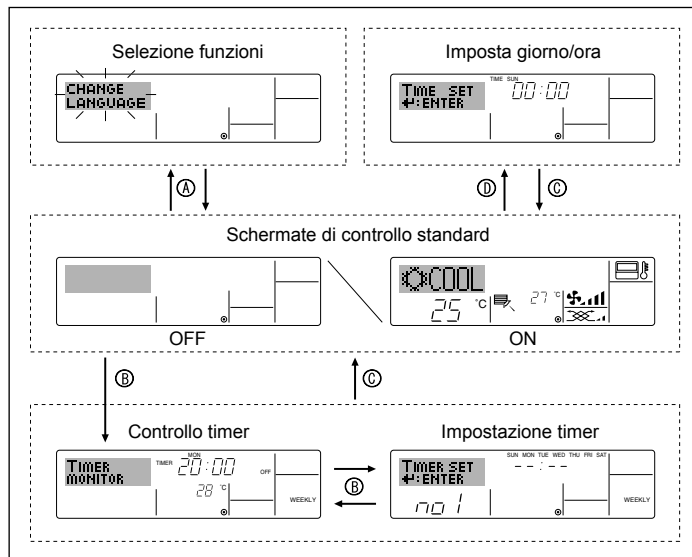 Selezione funzioni
CHANGE
LANGUAGE
Imposta giorno/ora
TIME SUN
TIME SET
↵:ENTER
00:00
Ⓐ
Ⓓ
Ⓒ
Schermate di controllo standard
COOL
25 °C
27 °C
OFF
ON
Ⓑ
Ⓒ
Controllo timer
TIMER
MONITOR
MON
TIMER 20:00 OFF
28 °C
WEEKLY
Ⓑ
Impostazione timer
SUN MON TUE WED THU FRI SAT
TIMER SET
↵:ENTER
--:--
no 1
WEEKLY